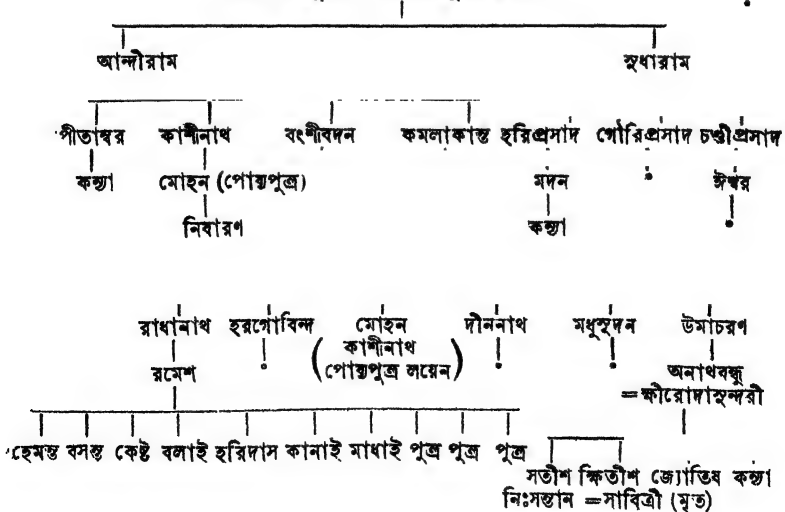 আন্দীরাম সুধারাম
পীতাম্বর কাশীনাথ বংশীবদন কমলাকান্ত হরিপ্রসাদ গৌরিপ্রসাদ চণ্ডীপ্রসাদ
কন্যা মোহন (পোষ্যপুত্র) মদন ঈশ্বর
নিবারণ কন্যা
রাধানাথ হরগোবিন্দ মোহন দীননাথ মধুসূদন উমাচরণ
(কাশীনাথ
পোষ্যপুত্র লয়েন)
রমেশ অনাথবন্ধু
=ক্ষীরোদাসুন্দরী
হেমন্ত বসন্ত কেষ্ট বলাই হরিদাস কানাই মাধাই পুত্র পুত্র পুত্র
সতীশ ক্ষিতীশ জ্যোতিষ কন্যা
নিঃসন্তান =সাবিত্রী (মৃত)